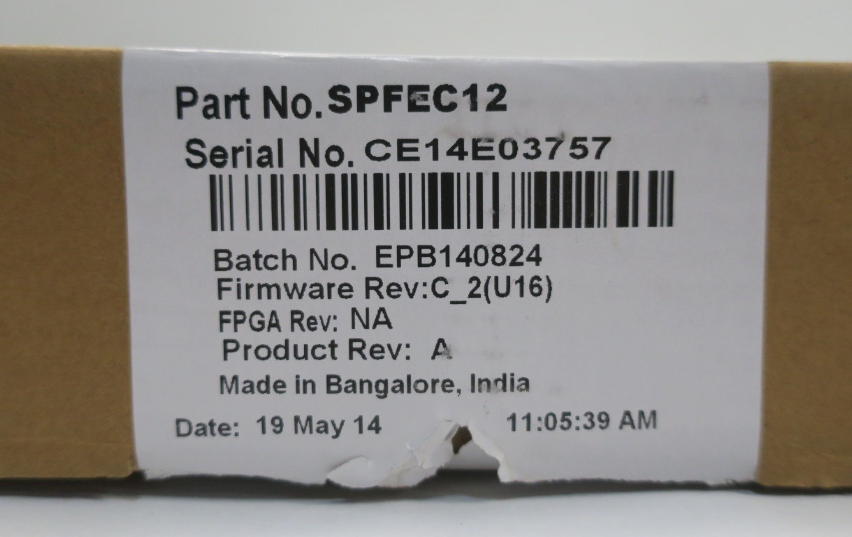 Part No. SPFEC12
Serial No. CE14E03757
Batch No. EPB140824
Firmware Rev:C_2(U16)
FPGA Rev: NA
Product Rev: A
Made in Bangalore, India
Date: 19 May 14 11:05:39 AM